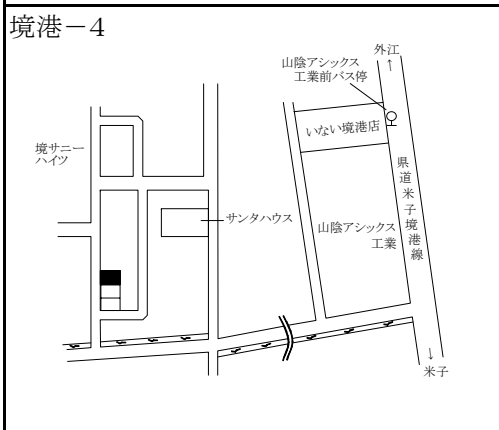 境港－4
外江
↑
山陰アシックス
工業前バス停
いない境港店
境サニー
ハイツ
サンタハウス
県道米子境港線
山陰アシックス
工業
↓
米子